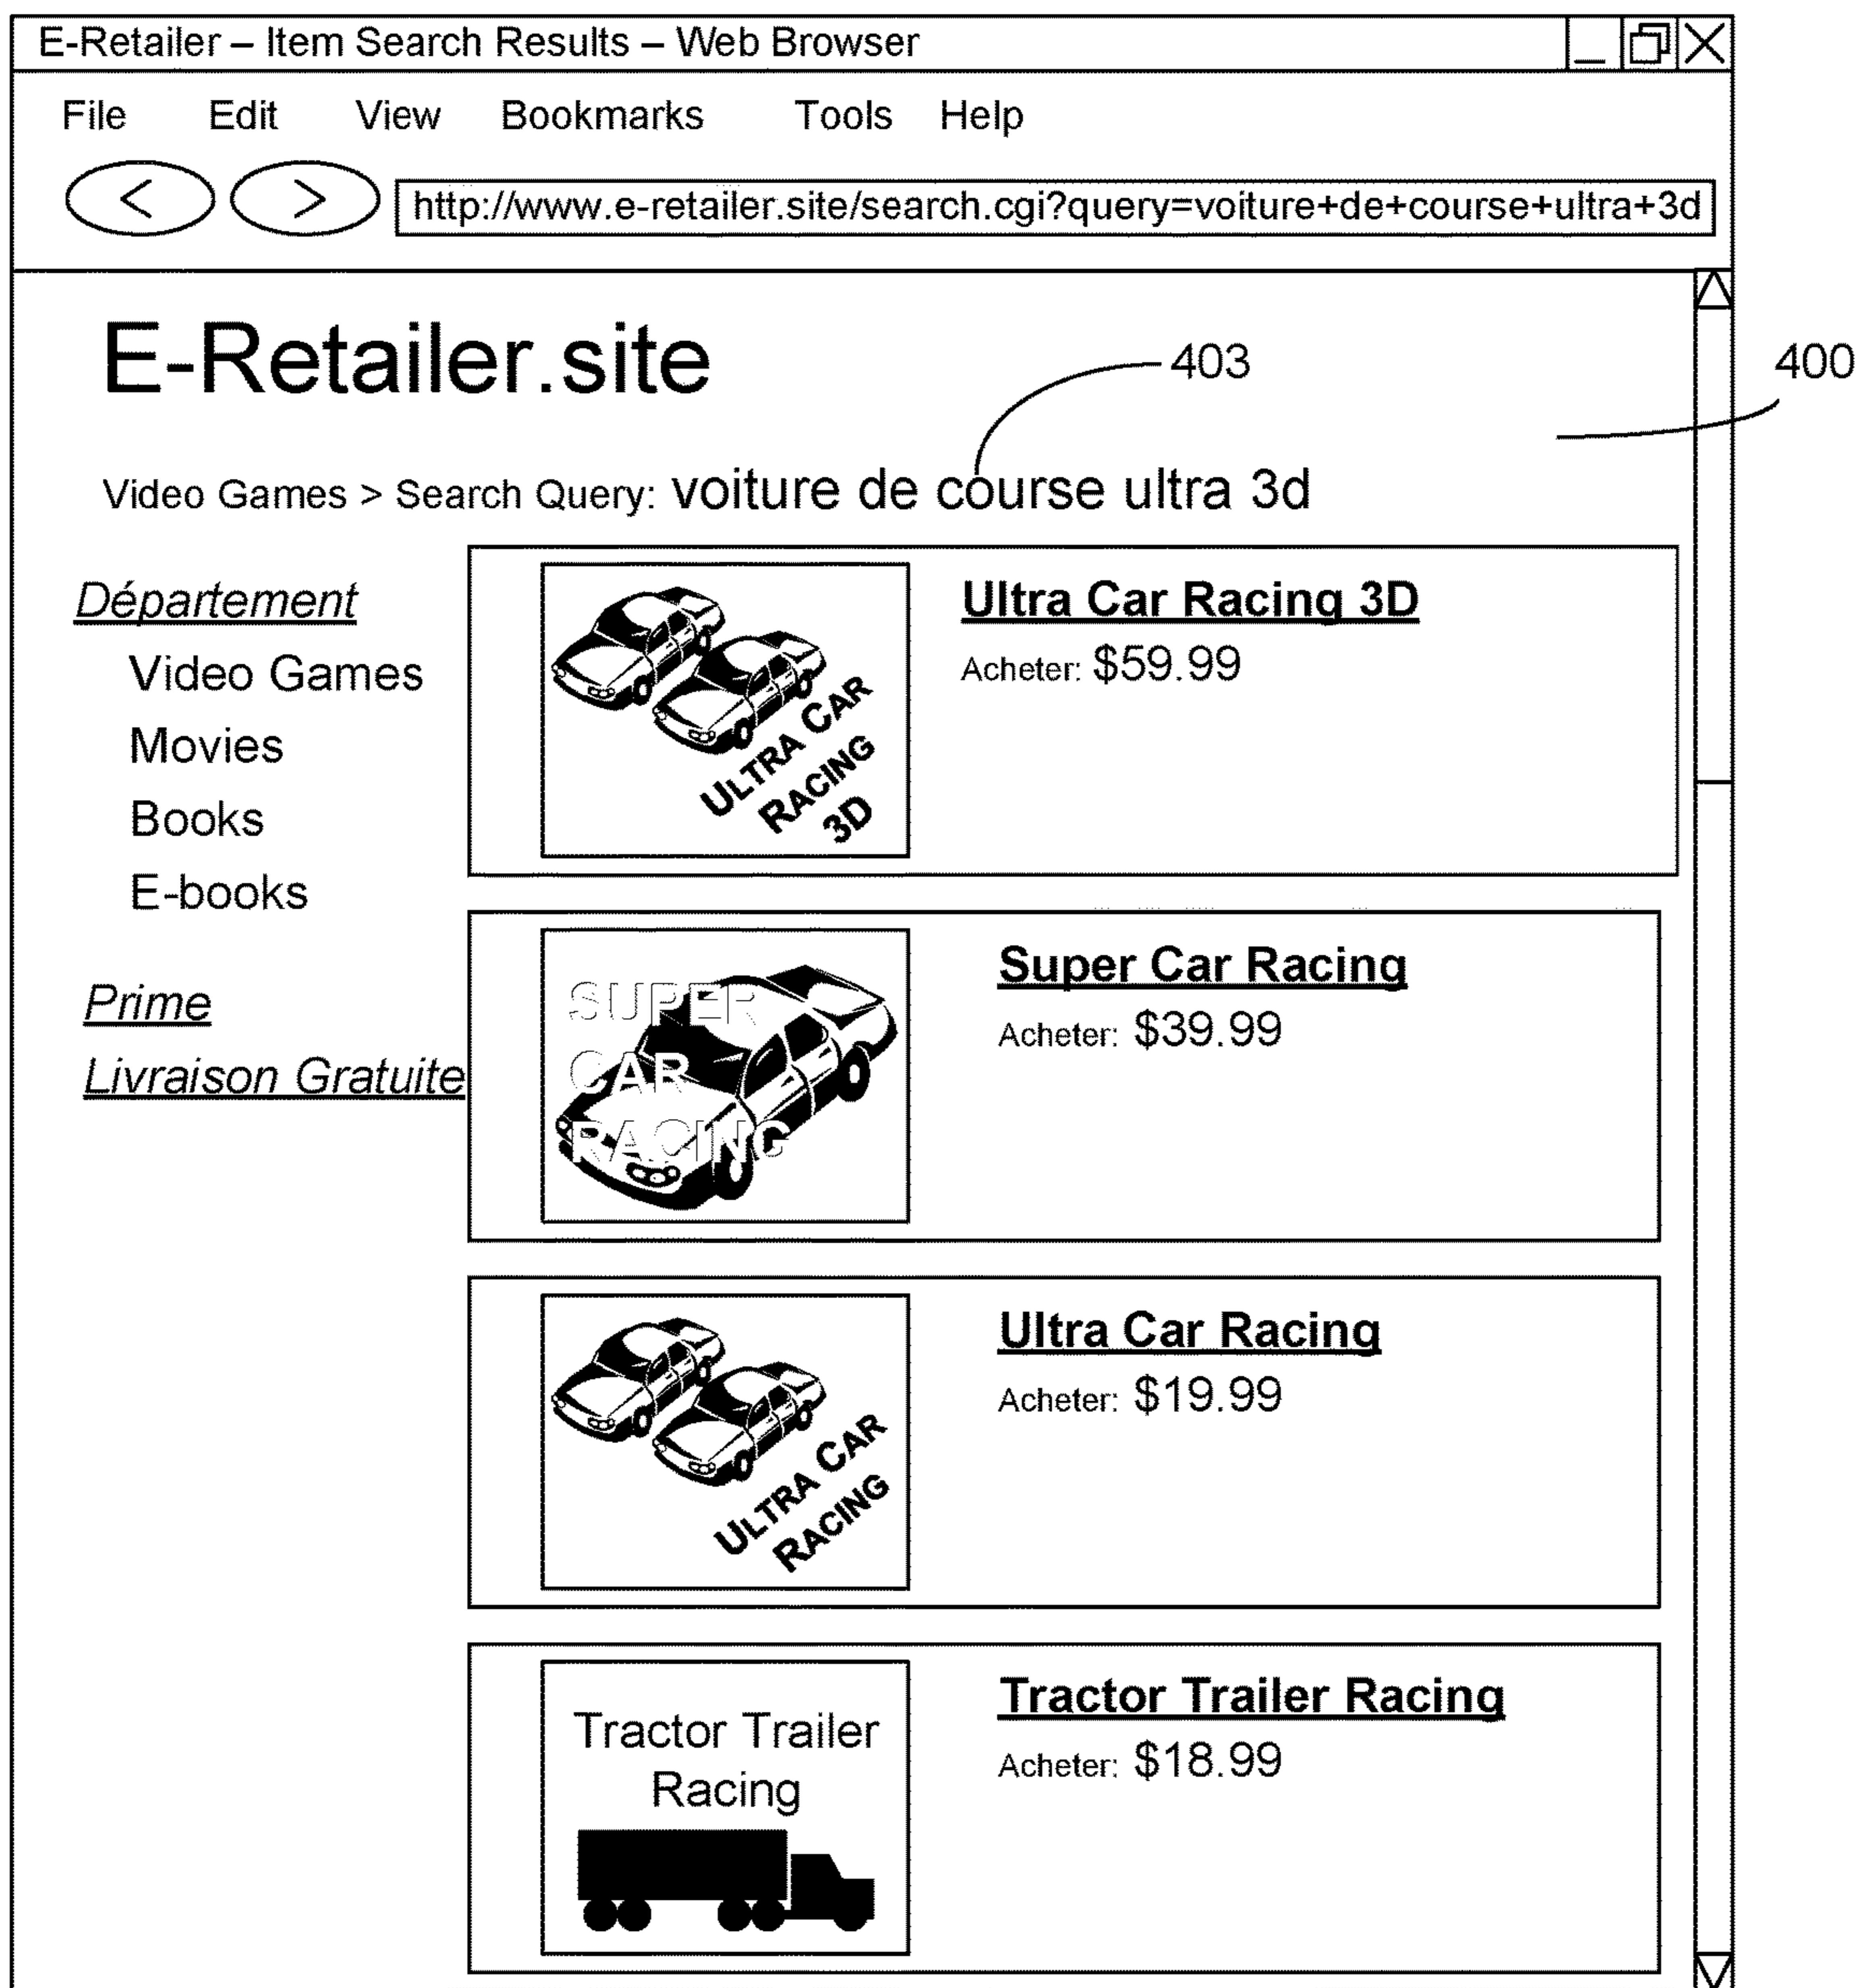 E-Retailer – Item Search Results – Web Browser
File Edit View Bookmarks Tools Help
< >
http://www.e-retailer.site/search.cgi?query=voiture+de+course+ultra+3d
E-Retailer.site
403
400
Video Games > Search Query: voiture de course ultra 3d
Département
Video Games
Movies
Books
E-books
Prime
Livraison Gratuite
ULTRA CAR
RACING
3D
Ultra Car Racing 3D
Acheter: $59.99
SUPER
CAR
RACING
Super Car Racing
Acheter: $39.99
ULTRA CAR
RACING
Ultra Car Racing
Acheter: $19.99
Tractor Trailer
Racing
Tractor Trailer Racing
Acheter: $18.99